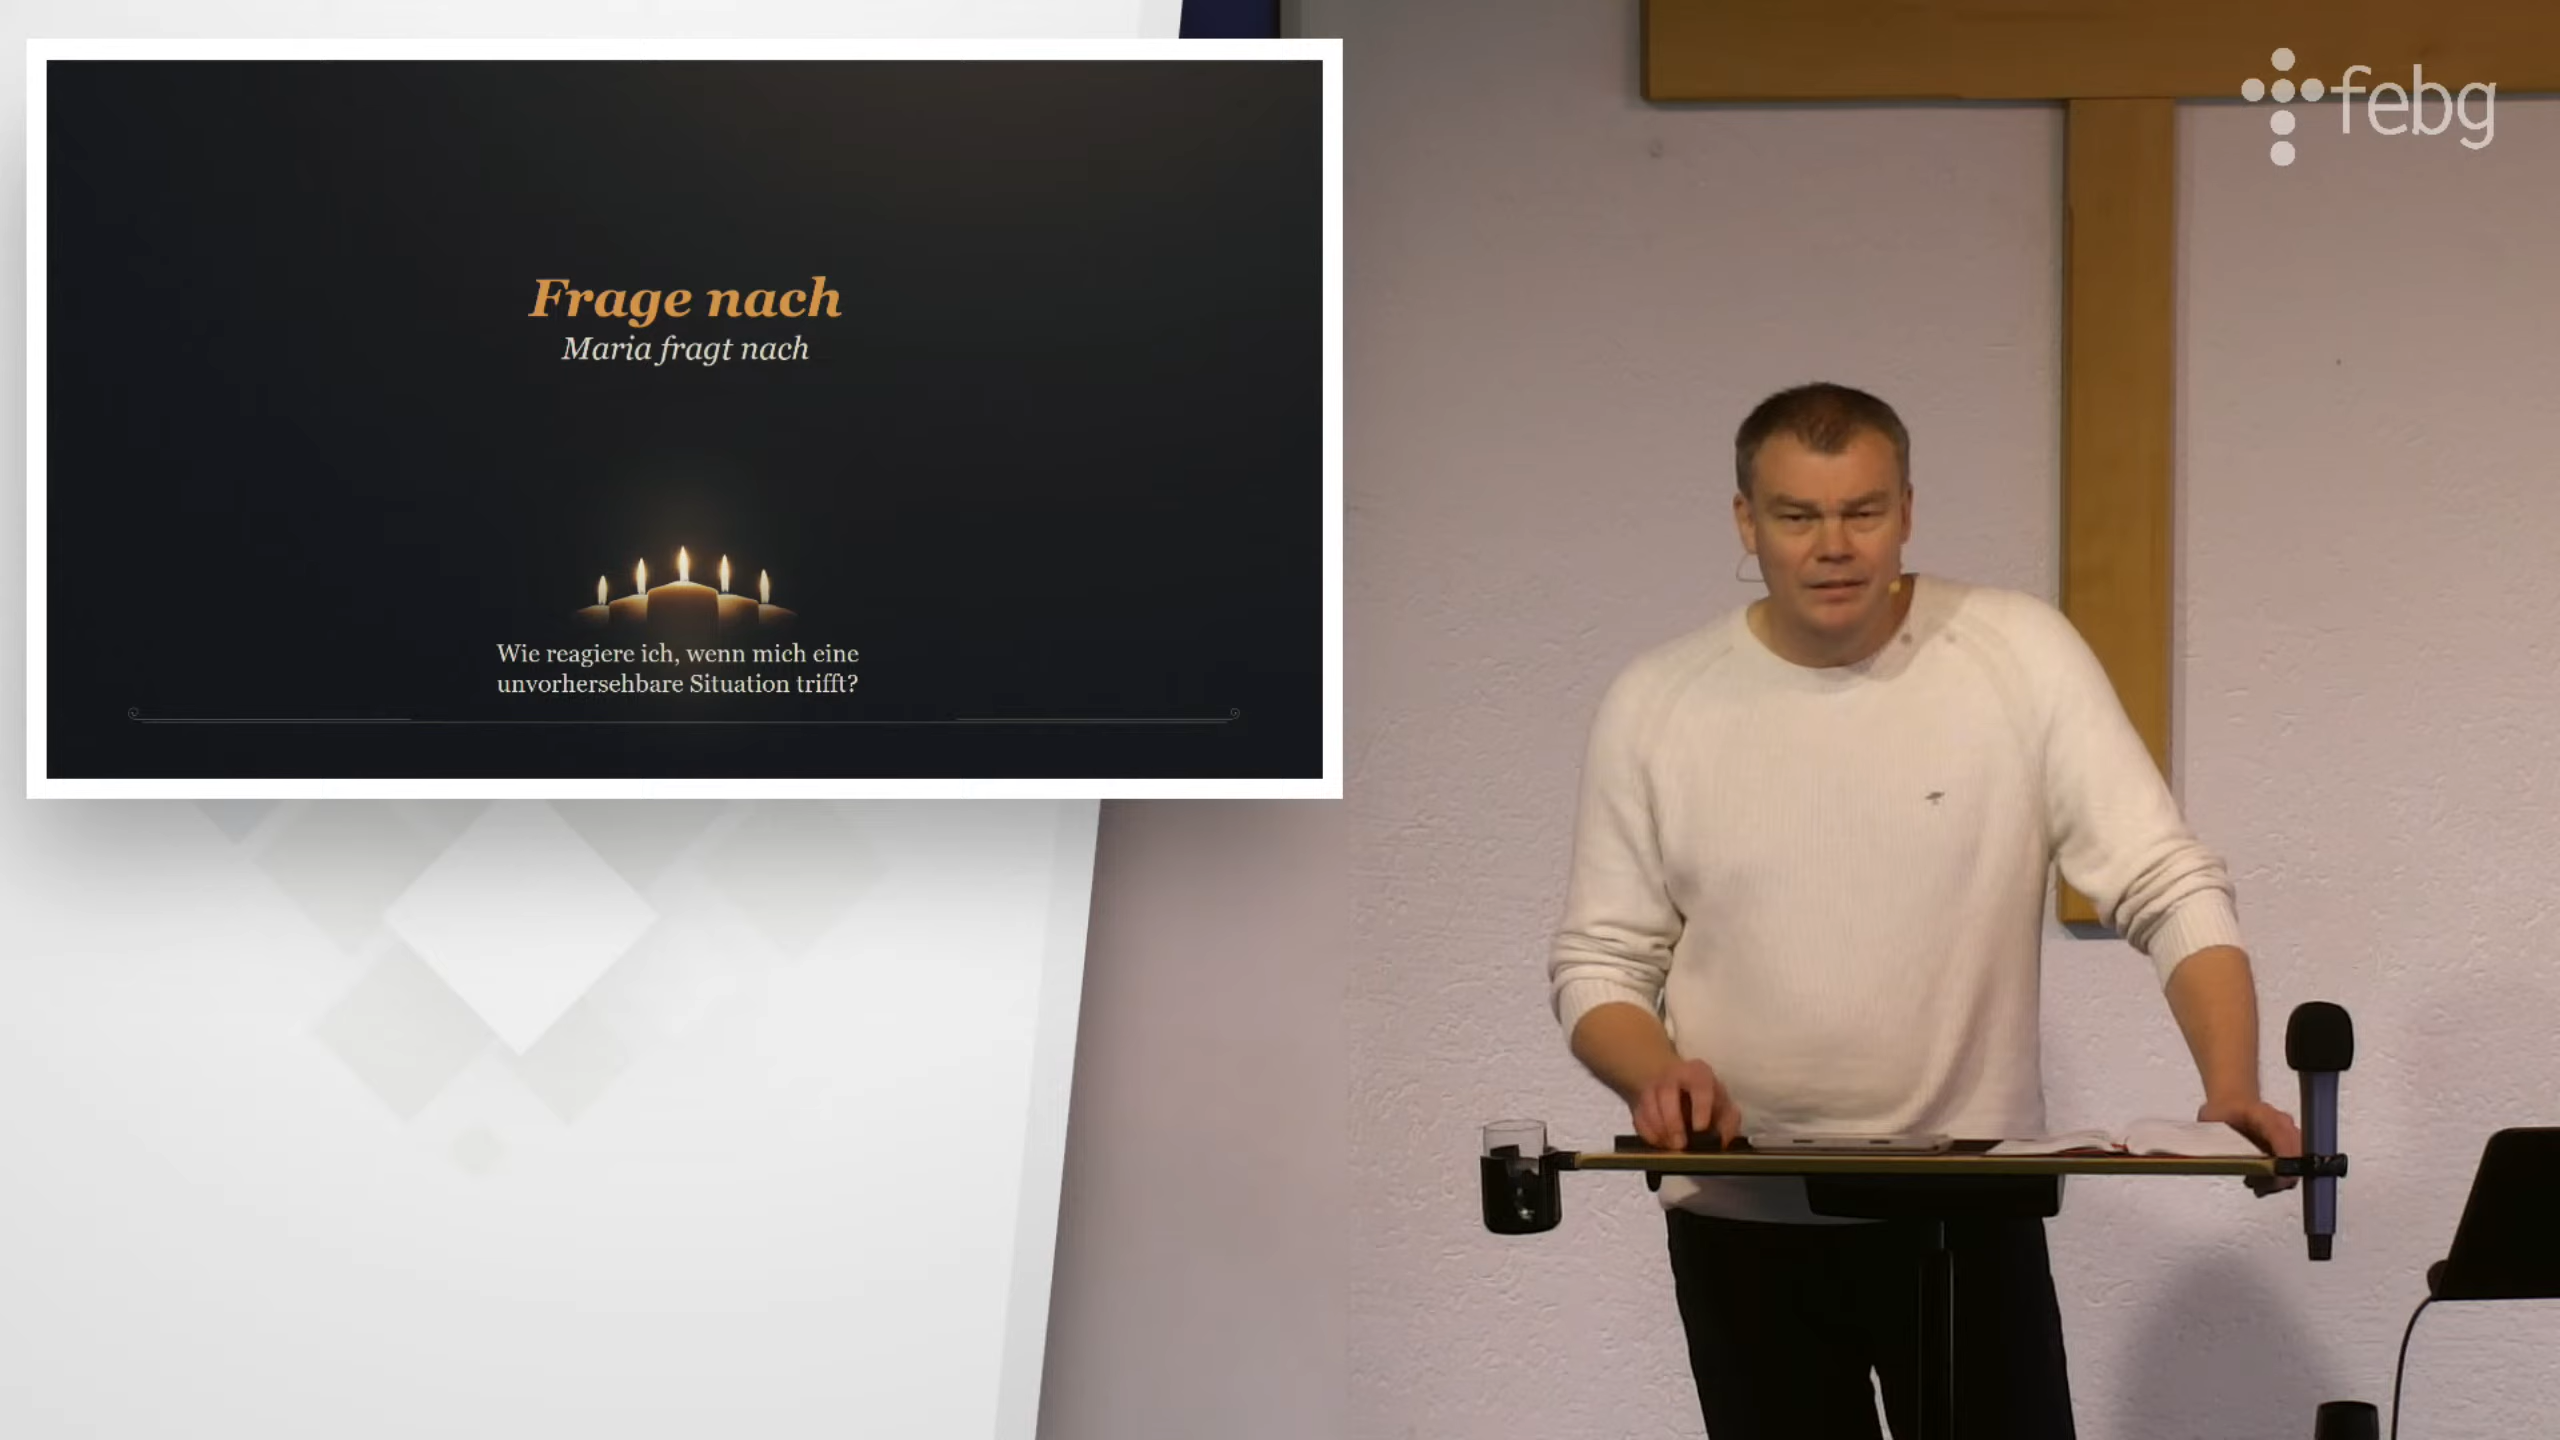 Frage nach
Maria fragt nach
Wie reagiere ich, wenn mich eine
unvorhersehbare Situation trifft?
febg